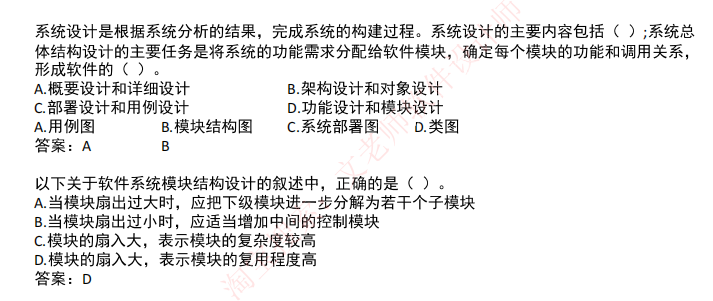 系统设计是根据系统分析的结果，完成系统的构建过程。系统设计的主要内容包括（ ）;系统总
体结构设计的主要任务是将系统的功能需求分配给软件模块，确定每个模块的功能和调用关系，
形成软件的（ ）。
A.概要设计和详细设计 B.架构设计和对象设计
C.部署设计和用例设计 D.功能设计和模块设计
A.用例图 B.模块结构图 C.系统部署图 D.类图
答案：A B
以下关于软件系统模块结构设计的叙述中，正确的是（ ）。
A.当模块扇出过大时，应把下级模块进一步分解为若干个子模块
B.当模块扇出过小时，应适当增加中间的控制模块
C.模块的扇入大，表示模块的复杂度较高
D.模块的扇入大，表示模块的复用程度高
答案：D